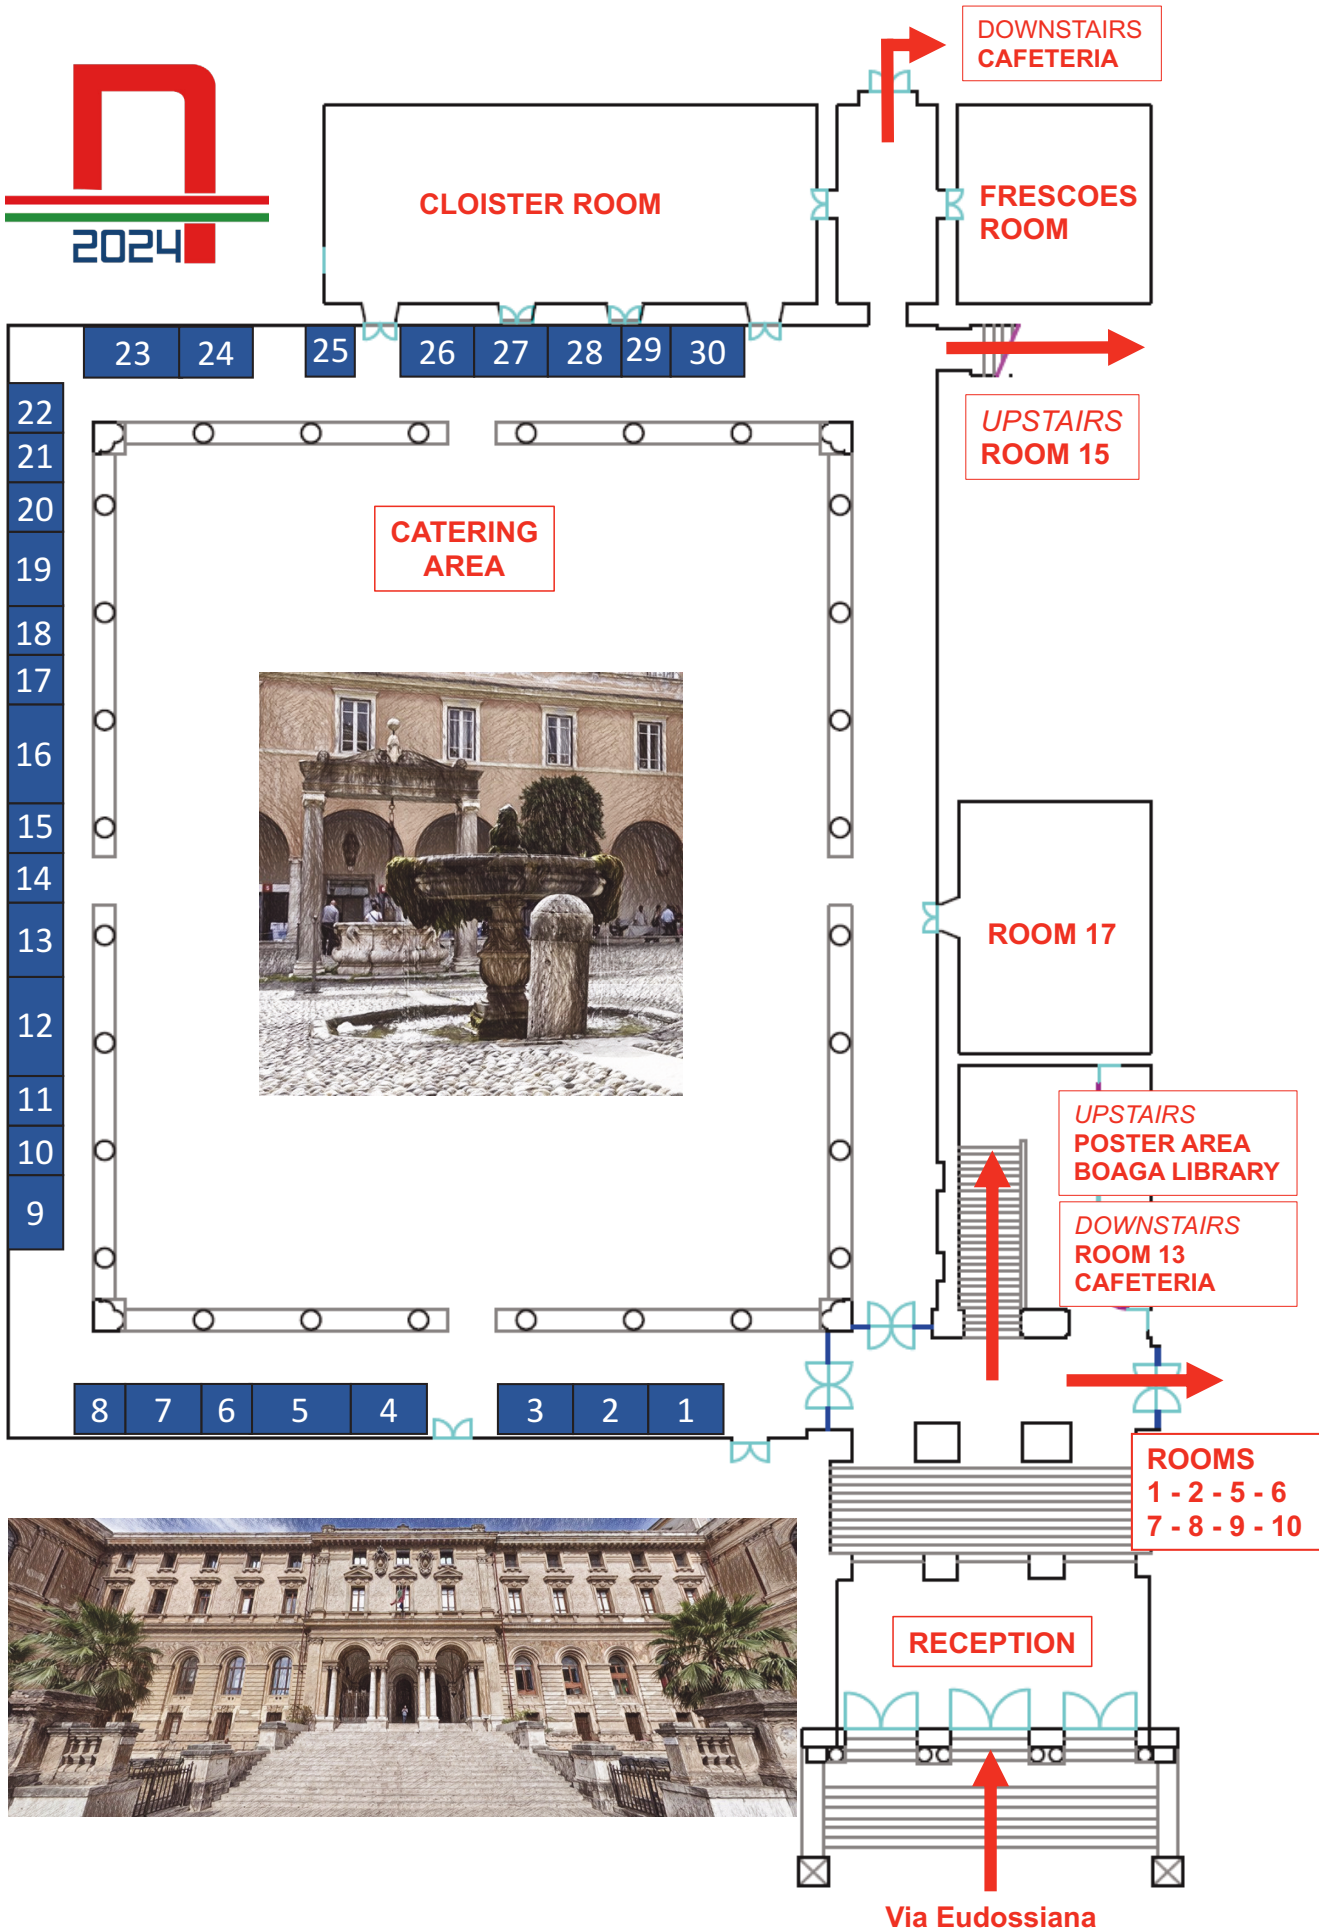 DOWNSTAIRS
CAFETERIA
2024
CLOISTER ROOM
FRESCOES
ROOM
23 24 25 26 27 28 29 30
UPSTAIRS
ROOM 15
22
21
20
19
18
17
16
15
14
13
12
11
10
9
CATERING
AREA
ROOM 17
UPSTAIRS
POSTER AREA
BOAGA LIBRARY
DOWNSTAIRS
ROOM 13
CAFETERIA
8 7 6 5 4 3 2 1
ROOMS
1 - 2 - 5 - 6
7 - 8 - 9 - 10
RECEPTION
Via Eudossiana